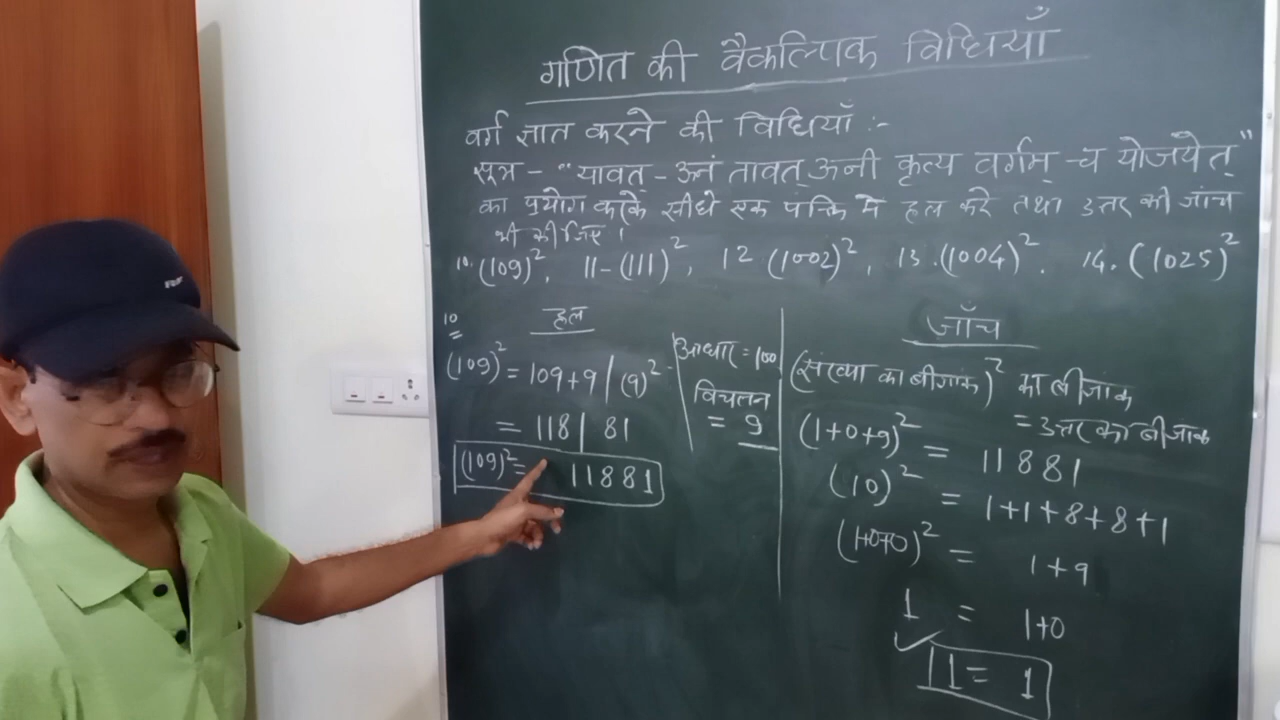 गणित की वैकल्पिक विधियाँ
वर्ग ज्ञात करने की विधियाँ :-
सूत्र - "यावत् - ऊनं तावत् ऊनी कृत्य वर्गम् - च योजयेत्"
का प्रयोग करके सीधे एक पंक्ति मे हल करे तथा उत्तर की जाँच
भी कीजिए ।
10. (109)², 11-(111)², 12 (1002)², 13.(1004)². 14. (1025)²
हल
10
(109)² = 109+9 / (9)²
= 118 / 81
(109)² = 11881
आधार = 100
विचलन
= 9
जाँच
(संख्या का बीजांक)² का बीजांक
= उत्तर का बीजांक
(1+0+9)² = 11881
(10)² = 1+1+8+8+1
(1+0+0)² = 1+9
1 = 1+0
11 = 1